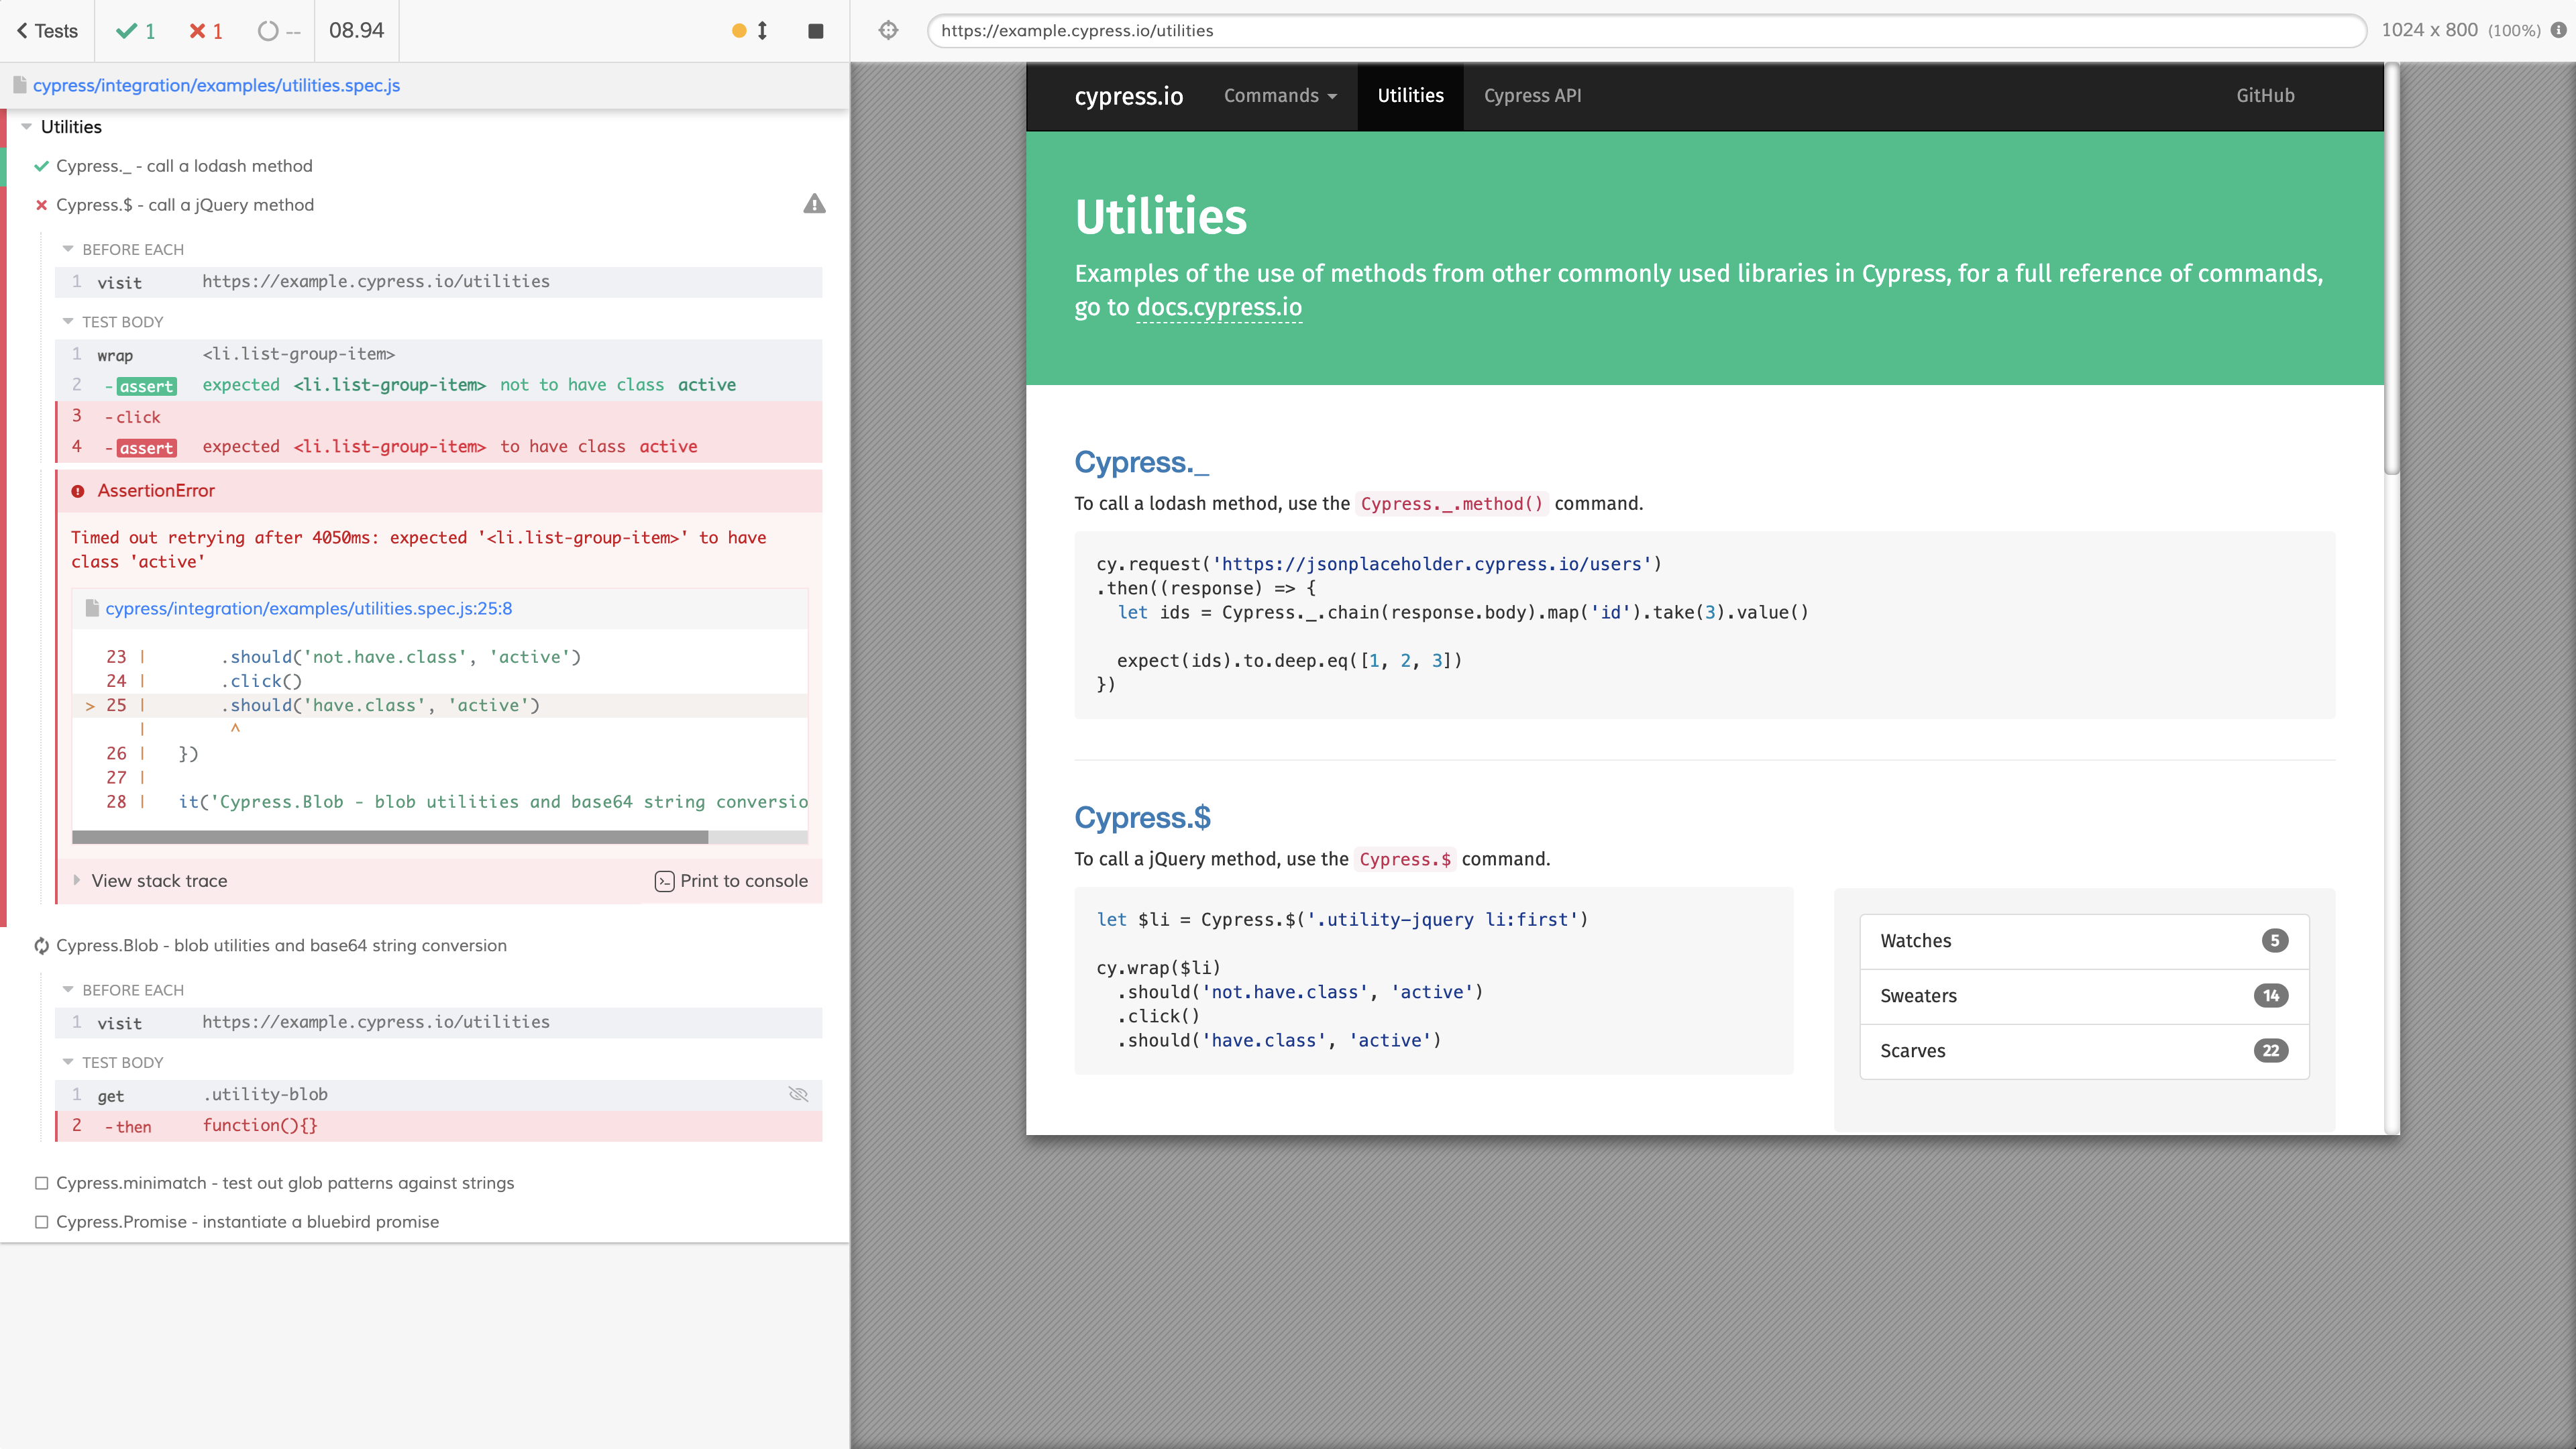 Tests
1
1
--
08.94
https://example.cypress.io/utilities
1024 x 800 (100%)
cypress/integration/examples/utilities.spec.js
Utilities
Cypress._ - call a lodash method
Cypress.$ - call a jQuery method
BEFORE EACH
1 visit https://example.cypress.io/utilities
TEST BODY
1 wrap <li.list-group-item>
2 -assert expected <li.list-group-item> not to have class active
3 -click
4 -assert expected <li.list-group-item> to have class active
AssertionError
Timed out retrying after 4050ms: expected '<li.list-group-item>' to have
class 'active'
cypress/integration/examples/utilities.spec.js:25:8
23 | .should('not.have.class', 'active')
24 | .click()
> 25 | .should('have.class', 'active')
| ^
26 | })
27 |
28 | it('Cypress.Blob - blob utilities and base64 string conversio
View stack trace
Print to console
Cypress.Blob - blob utilities and base64 string conversion
BEFORE EACH
1 visit https://example.cypress.io/utilities
TEST BODY
1 get .utility-blob
2 -then function(){}
Cypress.minimatch - test out glob patterns against strings
Cypress.Promise - instantiate a bluebird promise
cypress.io Commands Utilities Cypress API GitHub
Utilities
Examples of the use of methods from other commonly used libraries in Cypress, for a full reference of commands,
go to docs.cypress.io
Cypress._
To call a lodash method, use the Cypress._.method() command.
cy.request('https://jsonplaceholder.cypress.io/users')
.then((response) => {
let ids = Cypress._.chain(response.body).map('id').take(3).value()
expect(ids).to.deep.eq([1, 2, 3])
})
Cypress.$
To call a jQuery method, use the Cypress.$ command.
let $li = Cypress.$('.utility-jquery li:first')
cy.wrap($li)
.should('not.have.class', 'active')
.click()
.should('have.class', 'active')
Watches 5
Sweaters 14
Scarves 22